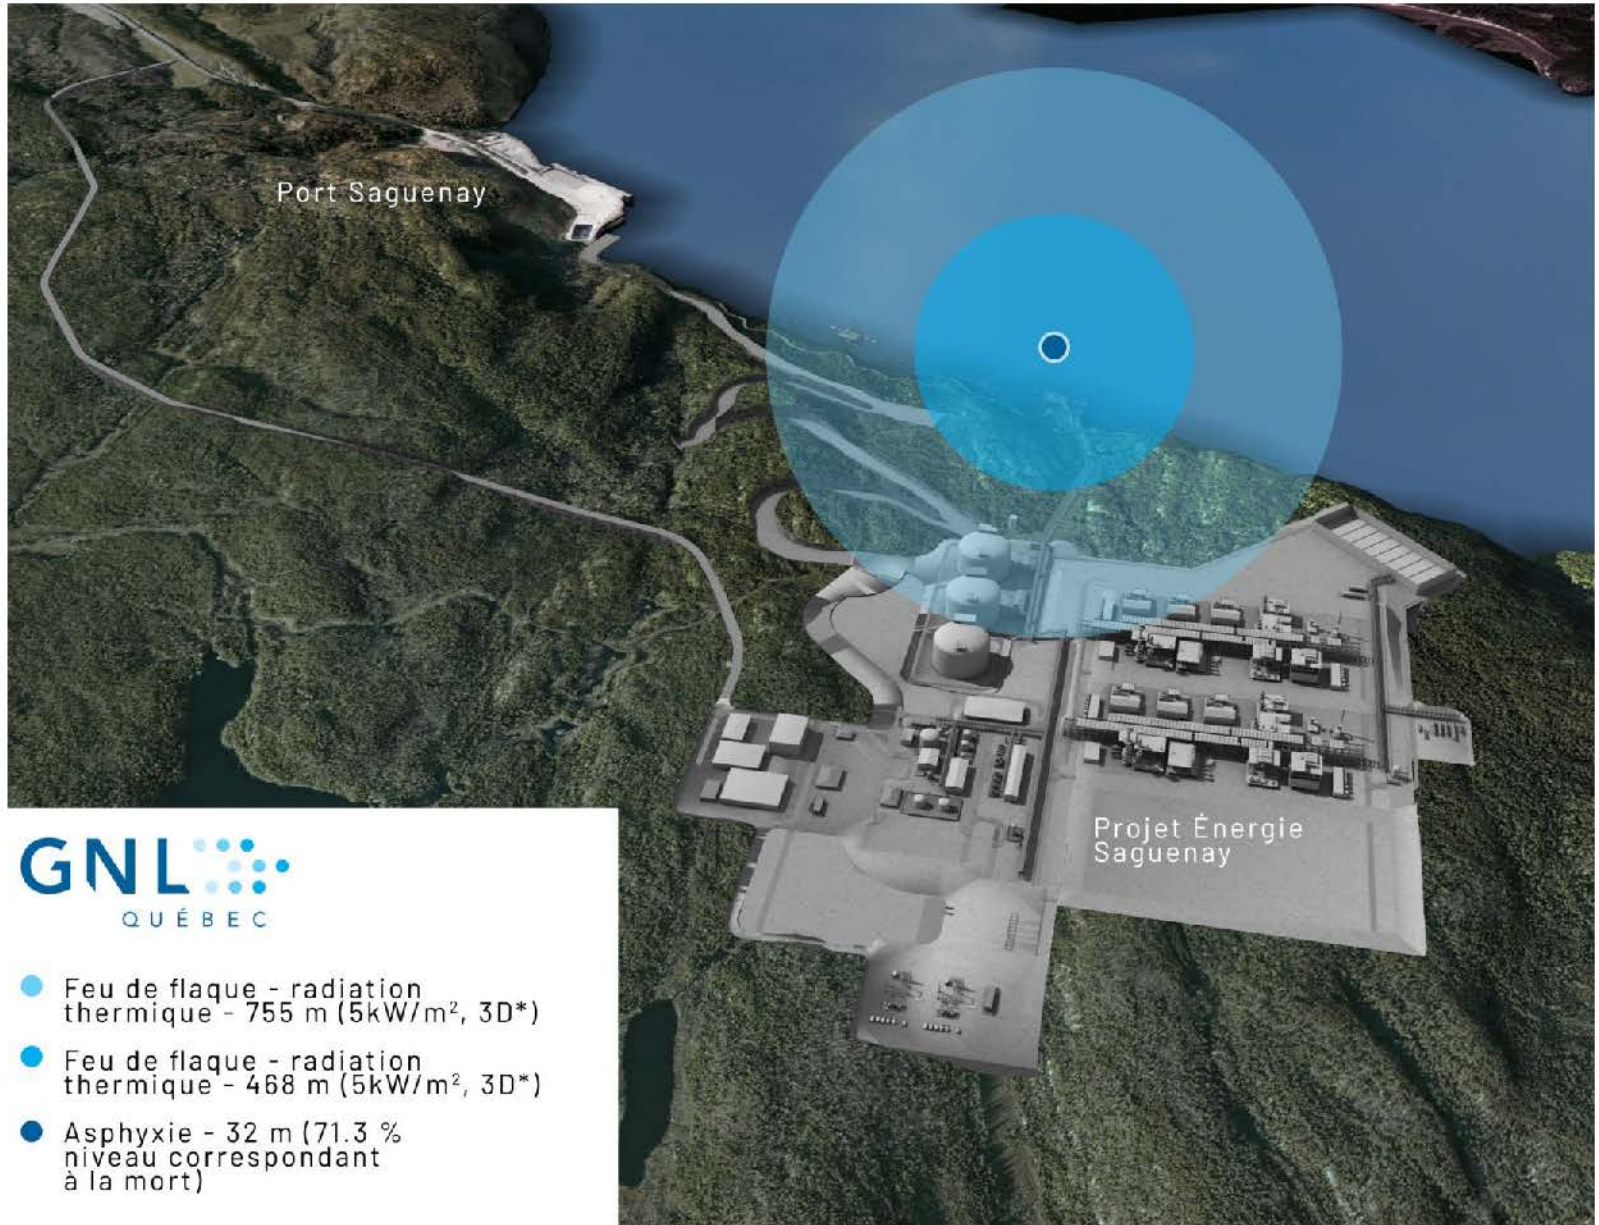 Port Saguenay
Projet Énergie
Saguenay
GNL
QUÉBEC
Feu de flaque - radiation
thermique - 755 m (5kW/m², 3D*)
Feu de flaque - radiation
thermique - 468 m (5kW/m², 3D*)
Asphyxie - 32 m (71.3 %
niveau correspondant
à la mort)